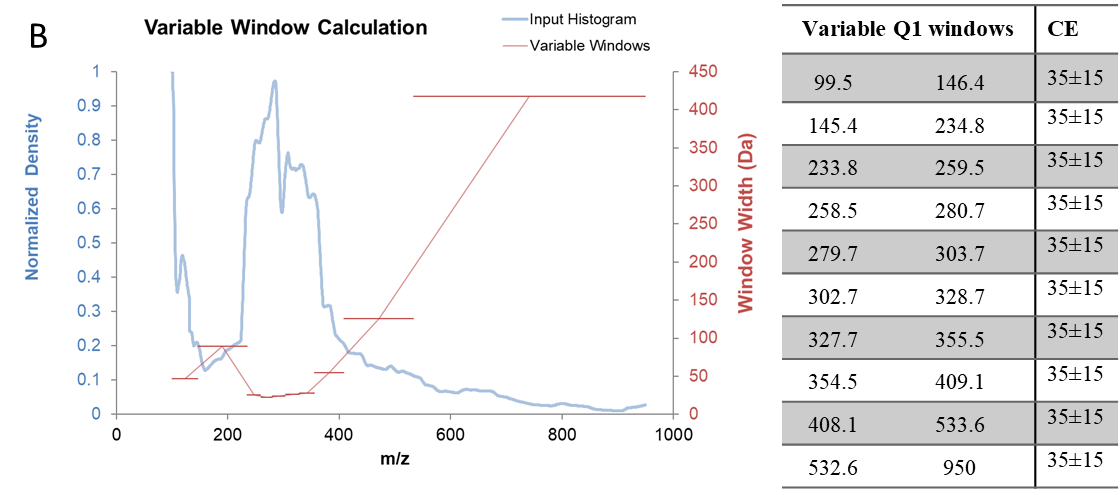 B
Variable Window Calculation
Input Histogram
Variable Windows
Normalized Density
1
0.9
0.8
0.7
0.6
0.5
0.4
0.3
0.2
0.1
0
450
400
350
300
250
200
150
100
50
0
Window Width (Da)
0 200 400 600 800 1000
m/z
Variable Q1 windows CE
99.5 146.4 35±15
145.4 234.8 35±15
233.8 259.5 35±15
258.5 280.7 35±15
279.7 303.7 35±15
302.7 328.7 35±15
327.7 355.5 35±15
354.5 409.1 35±15
408.1 533.6 35±15
532.6 950 35±15